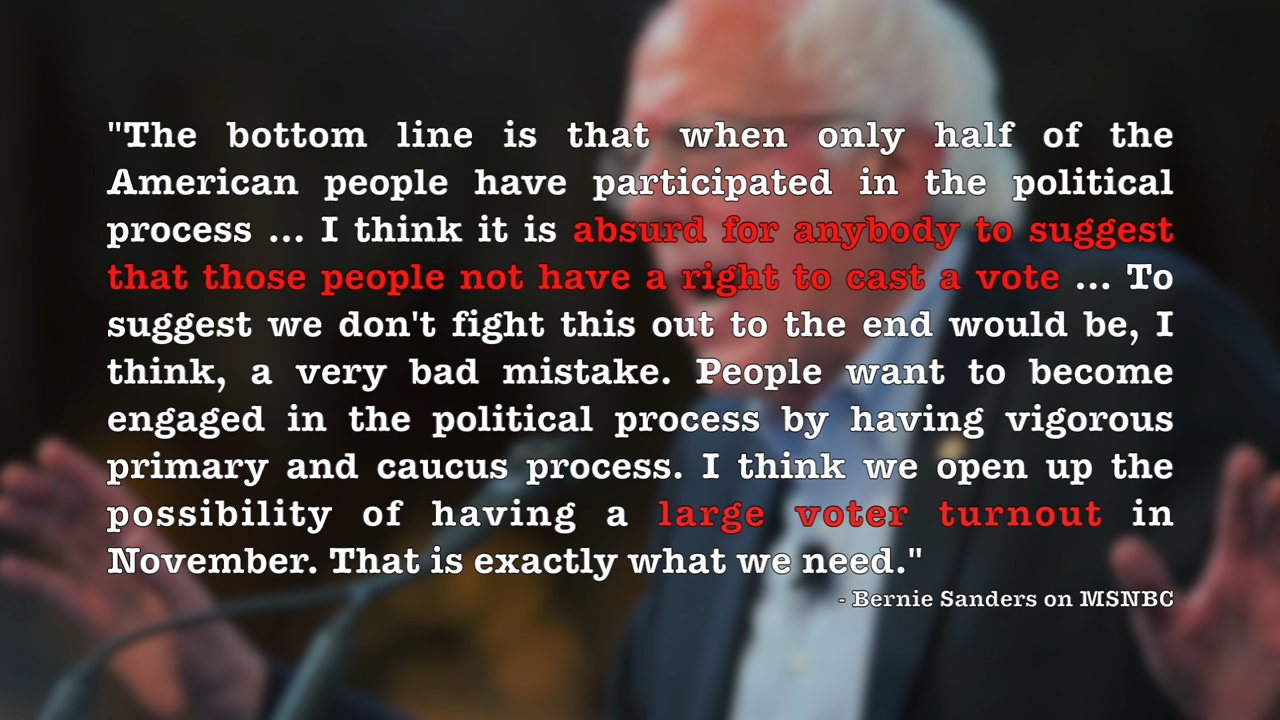 "The bottom line is that when only half of the
American people have participated in the political
process ... I think it is absurd for anybody to suggest
that those people not have a right to cast a vote ... To
suggest we don't fight this out to the end would be, I
think, a very bad mistake. People want to become
engaged in the political process by having vigorous
primary and caucus process. I think we open up the
possibility of having a large voter turnout in
November. That is exactly what we need."
- Bernie Sanders on MSNBC